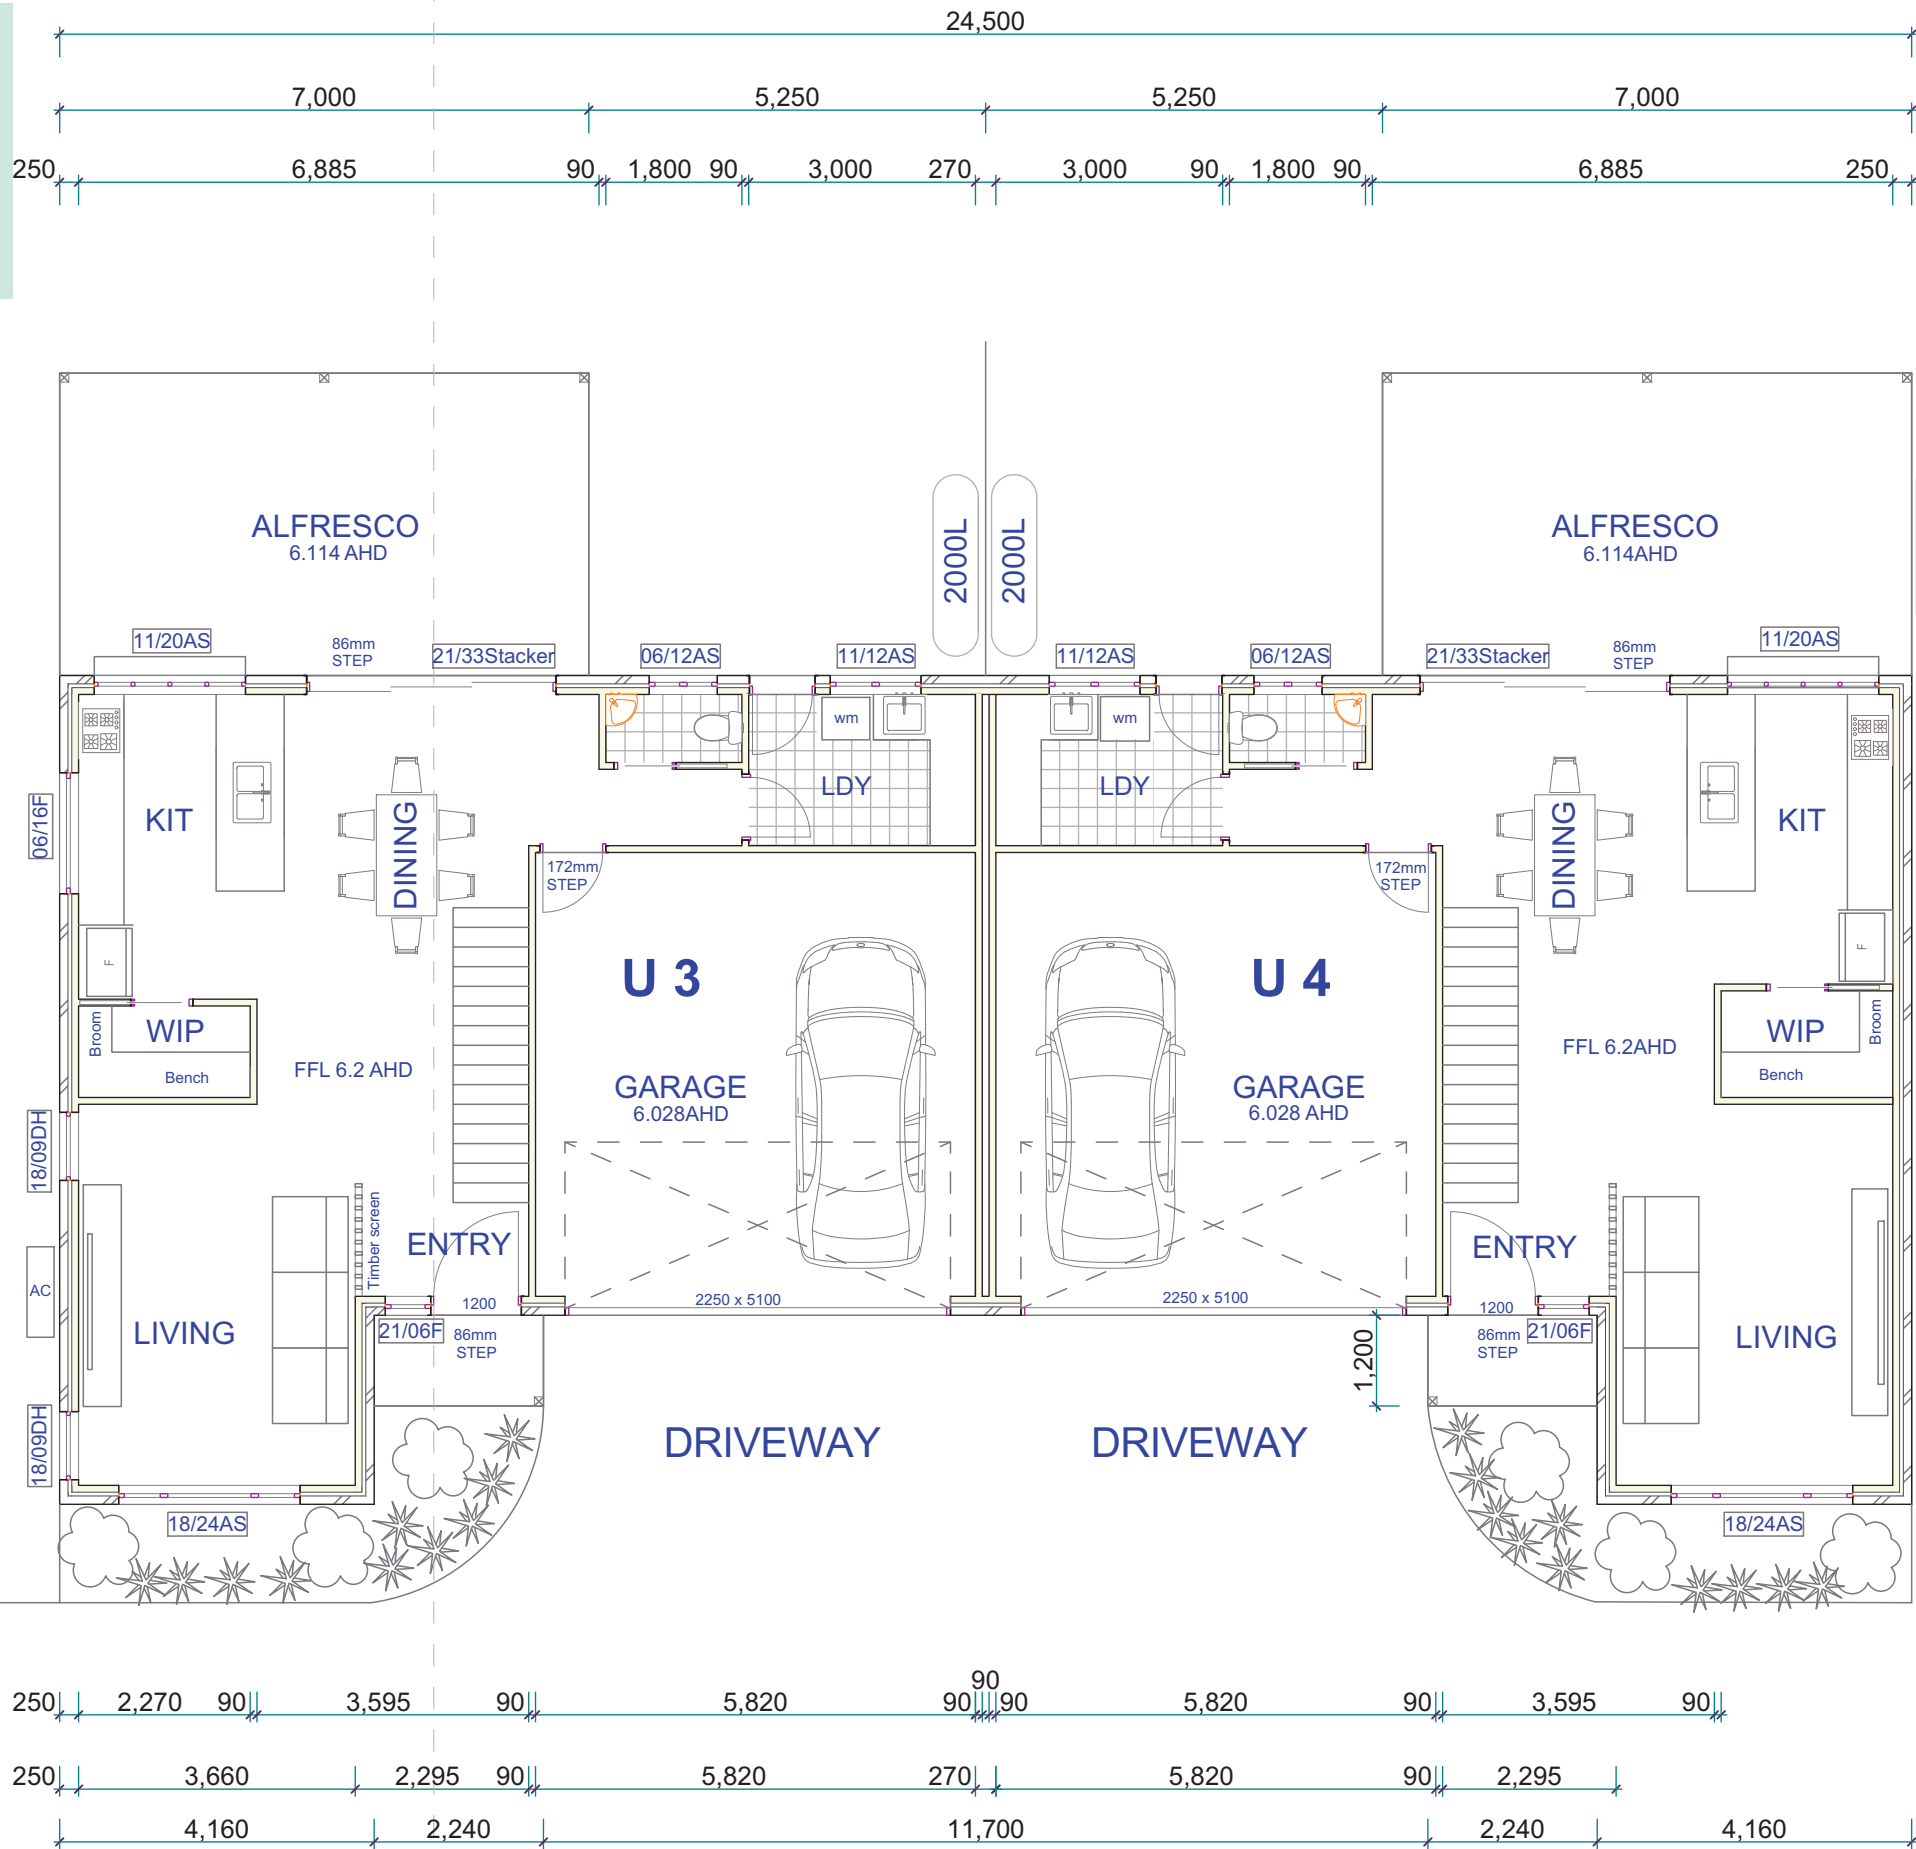 24,500
7,000 5,250 5,250 7,000
250 6,885 90 1,800 90 3,000 270 3,000 90 1,800 90 6,885 250
ALFRESCO
6.114 AHD
2000L
2000L
ALFRESCO
6.114AHD
11/20AS
86mm
STEP
21/33Stacker
06/12AS
11/12AS
11/12AS
06/12AS
21/33Stacker
86mm
STEP
11/20AS
wm
wm
06/16F
KIT
DINING
LDY
LDY
DINING
KIT
172mm
STEP
172mm
STEP
F
U 3
U 4
F
Broom
WIP
Bench
FFL 6.2 AHD
GARAGE
6.028AHD
GARAGE
6.028 AHD
FFL 6.2AHD
WIP
Broom
Bench
18/09DH
Timber screen
ENTRY
ENTRY
AC
1200
2250 x 5100
2250 x 5100
1200
LIVING
21/06F
86mm
STEP
1,200
86mm
STEP
21/06F
LIVING
18/09DH
DRIVEWAY
DRIVEWAY
18/24AS
18/24AS
90
250 2,270 90 3,595 90 5,820 90 90 5,820 90 3,595 90
250 3,660 2,295 90 5,820 270 5,820 90 2,295
4,160 2,240 11,700 2,240 4,160